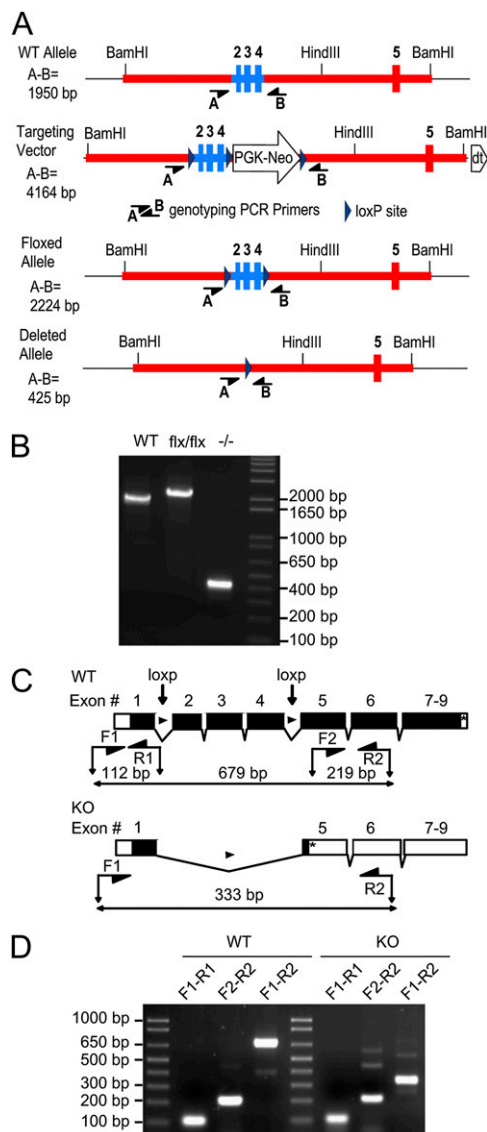 A
WT Allele
A-B=
1950 bp
BamHI
2 3 4
HindIII
5
BamHI
A
B
Targeting
Vector
A-B=
4164 bp
BamHI
2 3 4
PGK-Neo
HindIII
5
BamHI
dt
A
B
A B genotyping PCR Primers
loxP site
Floxed
Allele
A-B=
2224 bp
BamHI
2 3 4
HindIII
5
BamHI
A
B
Deleted
Allele
A-B=
425 bp
BamHI
HindIII
5
BamHI
A
B
B
WT flx/flx -/-
2000 bp
1650 bp
1000 bp
650 bp
400 bp
200 bp
100 bp
C
WT
loxp loxp
Exon # 1 2 3 4 5 6 7-9
*
F1 R1 F2 R2
112 bp 679 bp 219 bp
KO
Exon # 1 5 6 7-9
*
F1 R2
333 bp
D
WT KO
F1-R1 F2-R2 F1-R2 F1-R1 F2-R2 F1-R2
1000 bp
650 bp
500 bp
300 bp
200 bp
100 bp